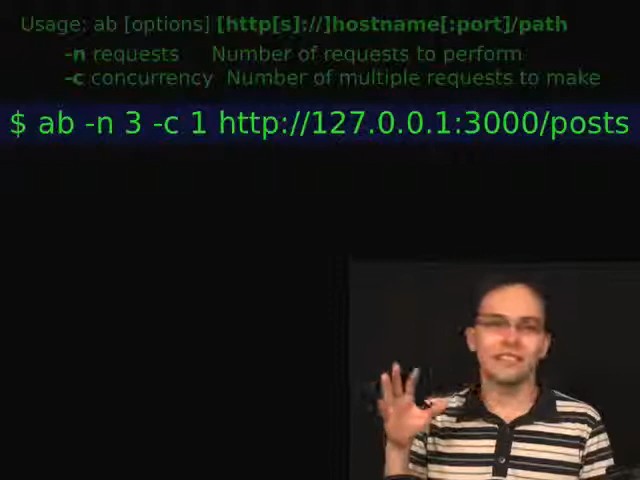 Usage: ab [options] [http[s]://]hostname[:port]/path
-n requests Number of requests to perform
-c concurrency Number of multiple requests to make
$ ab -n 3 -c 1 http://127.0.0.1:3000/posts